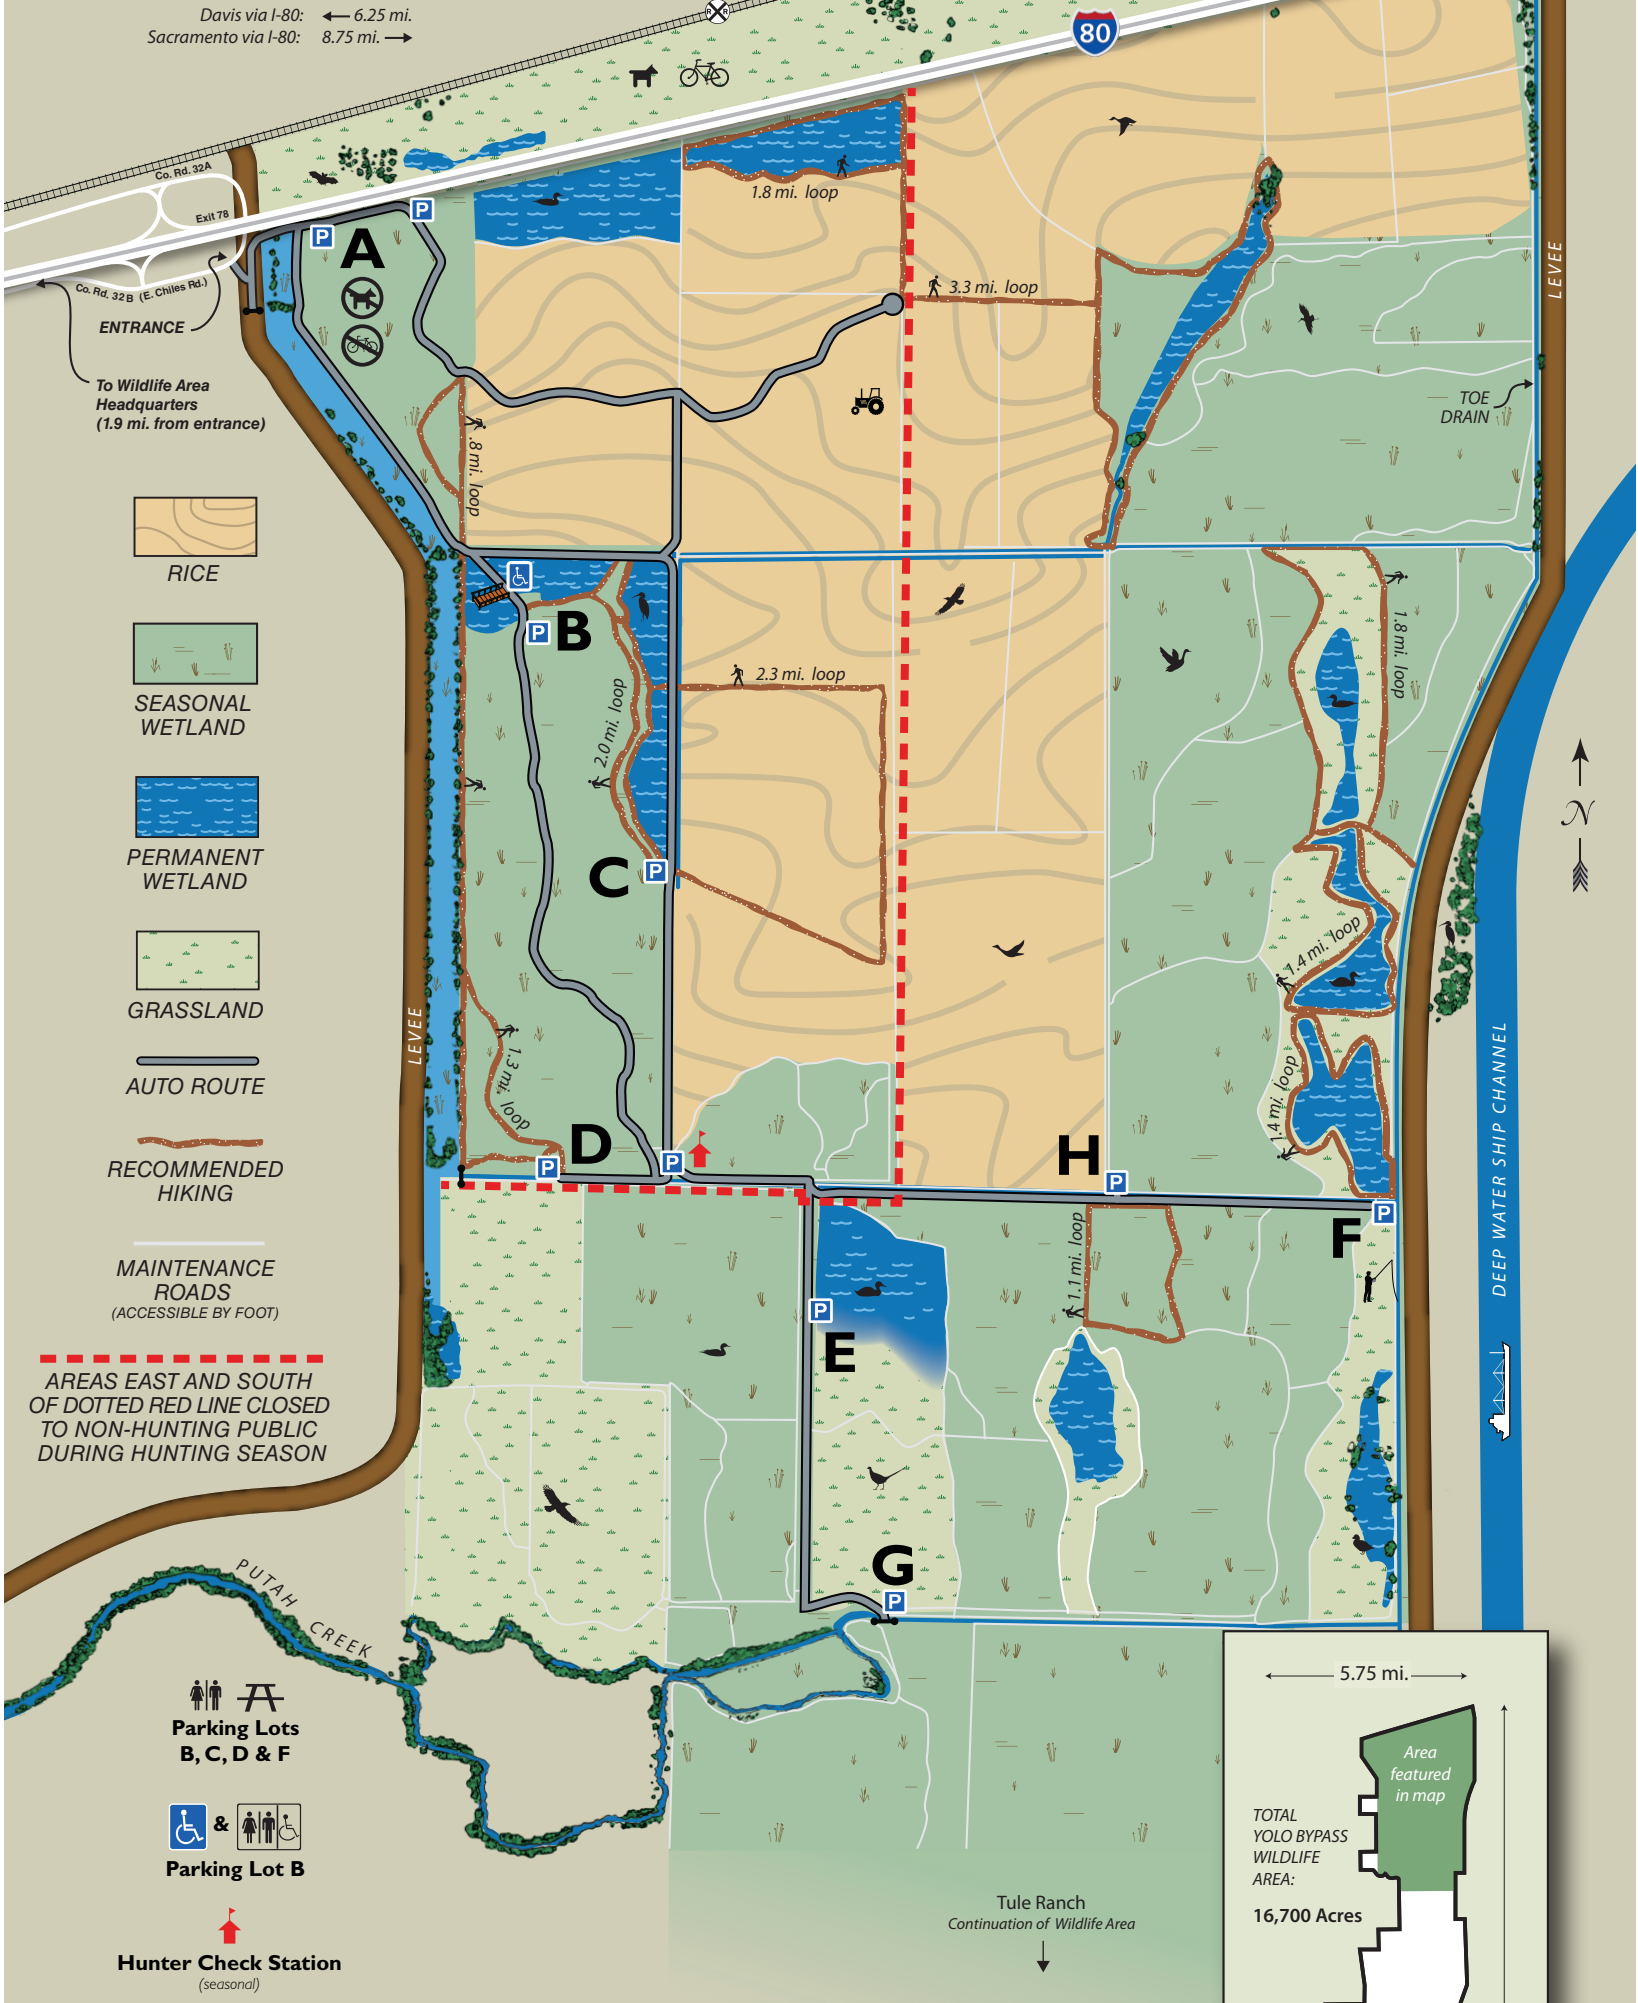 Davis via I-80: ← 6.25 mi.
Sacramento via I-80: 8.75 mi. →
R R
80
Co. Rd. 32A
Exit 78
Co. Rd. 32B (E. Chiles Rd.)
ENTRANCE
To Wildlife Area
Headquarters
(1.9 mi. from entrance)
P
P
A
1.8 mi. loop
3.3 mi. loop
.8 mi. loop
LEVEE
TOE
DRAIN
RICE
SEASONAL
WETLAND
PERMANENT
WETLAND
GRASSLAND
AUTO ROUTE
RECOMMENDED
HIKING
MAINTENANCE
ROADS
(ACCESSIBLE BY FOOT)
AREAS EAST AND SOUTH
OF DOTTED RED LINE CLOSED
TO NON-HUNTING PUBLIC
DURING HUNTING SEASON
P
B
2.3 mi. loop
2.0 mi. loop
1.8 mi. loop
N
C
P
1.4 mi. loop
LEVEE
1.3 mi. loop
1.4 mi. loop
DEEP WATER SHIP CHANNEL
D
P
P
H
P
P
F
1.1 mi. loop
P
E
G
P
PUTAH CREEK
Parking Lots
B, C, D & F
&
Parking Lot B
Hunter Check Station
(seasonal)
Tule Ranch
Continuation of Wildlife Area
5.75 mi.
Area
featured
in map
TOTAL
YOLO BYPASS
WILDLIFE
AREA:
16,700 Acres